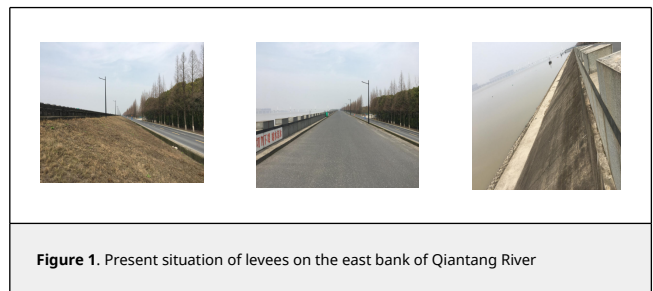 Figure 1. Present situation of levees on the east bank of Qiantang River